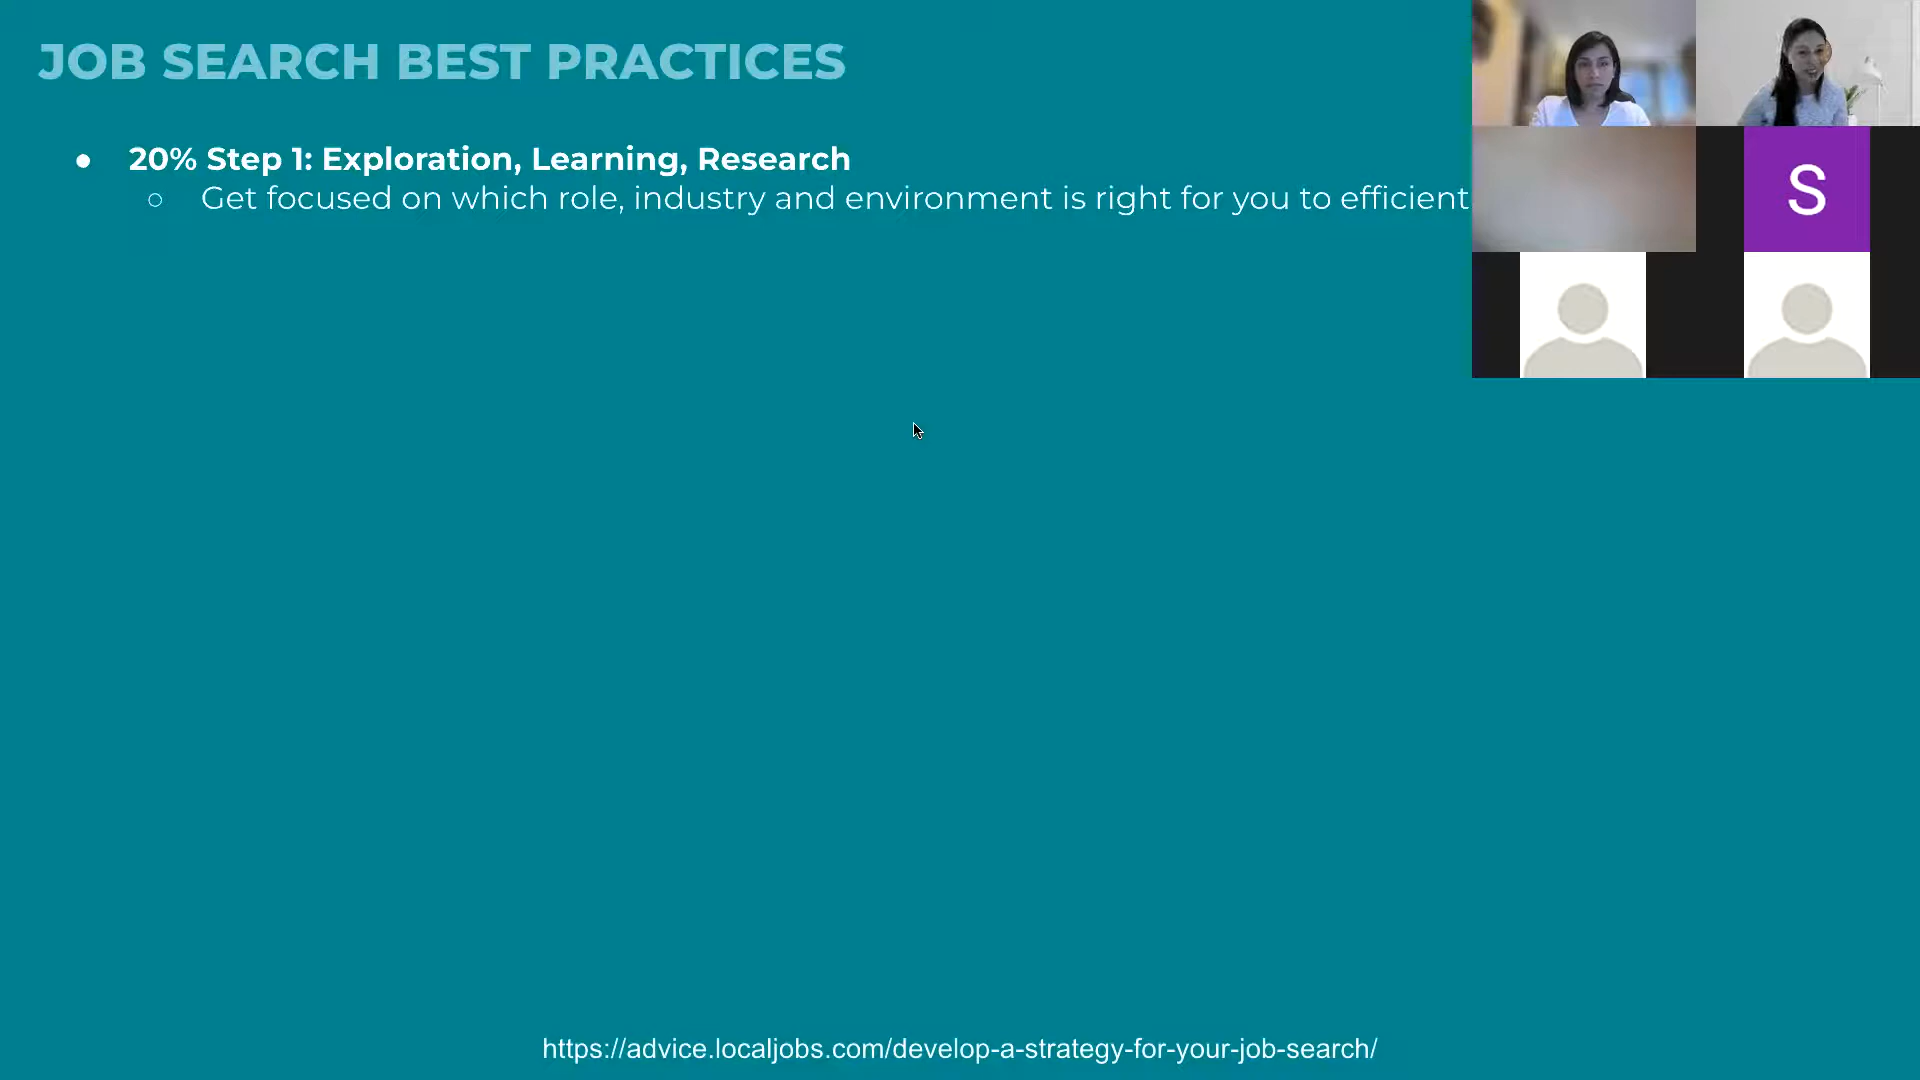 JOB SEARCH BEST PRACTICES
● 20% Step 1: Exploration, Learning, Research
○ Get focused on which role, industry and environment is right for you to efficient
S
https://advice.localjobs.com/develop-a-strategy-for-your-job-search/